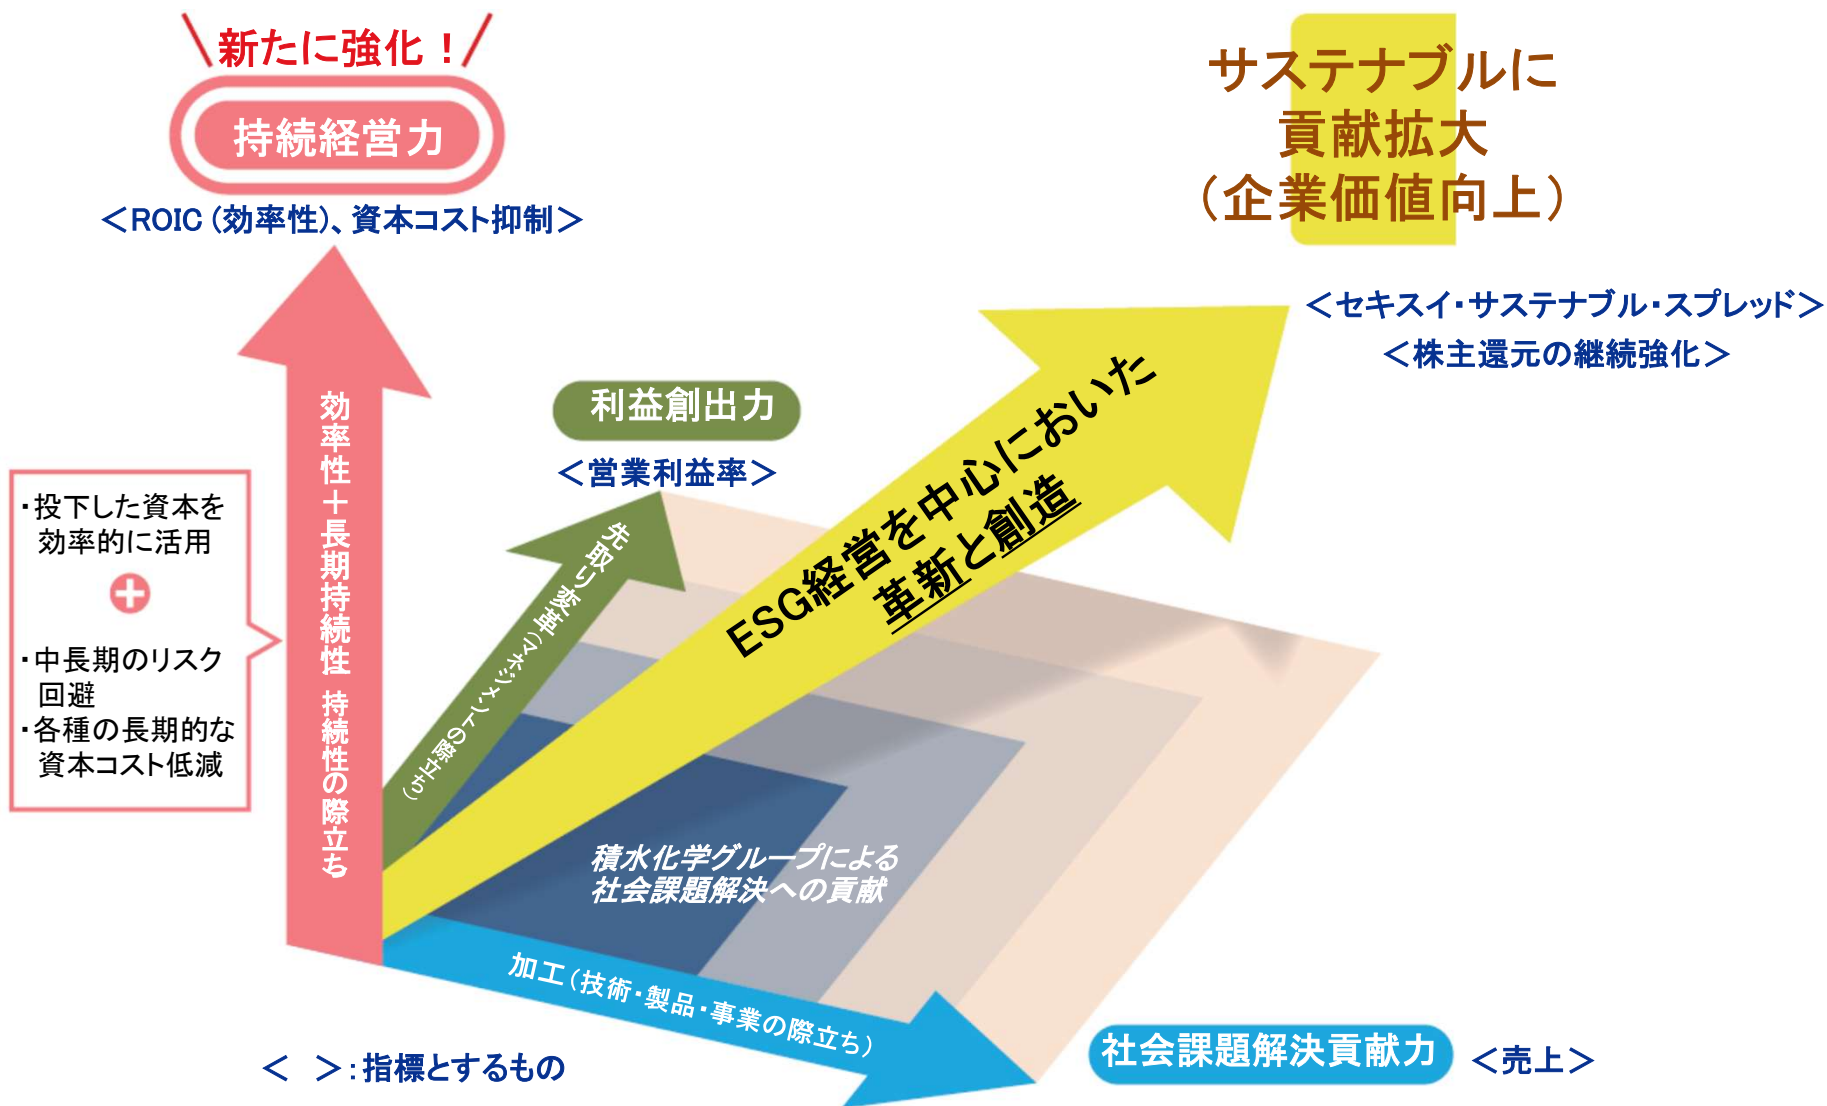 新たに強化！
持続経営力
＜ROIC（効率性）、資本コスト抑制＞
サステナブルに
貢献拡大
（企業価値向上）
＜セキスイ・サステナブル・スプレッド＞
＜株主還元の継続強化＞
利益創出力
＜営業利益率＞
効率性＋長期持続性 持続性の際立ち
・投下した資本を
効率的に活用
＋
・中長期のリスク
回避
・各種の長期的な
資本コスト低減
先取り変革（マネジメントの際立ち）
ESG経営を中心においた
革新と創造
積水化学グループによる
社会課題解決への貢献
加工（技術・製品・事業の際立ち）
社会課題解決貢献力
＜売上＞
＜　＞：指標とするもの